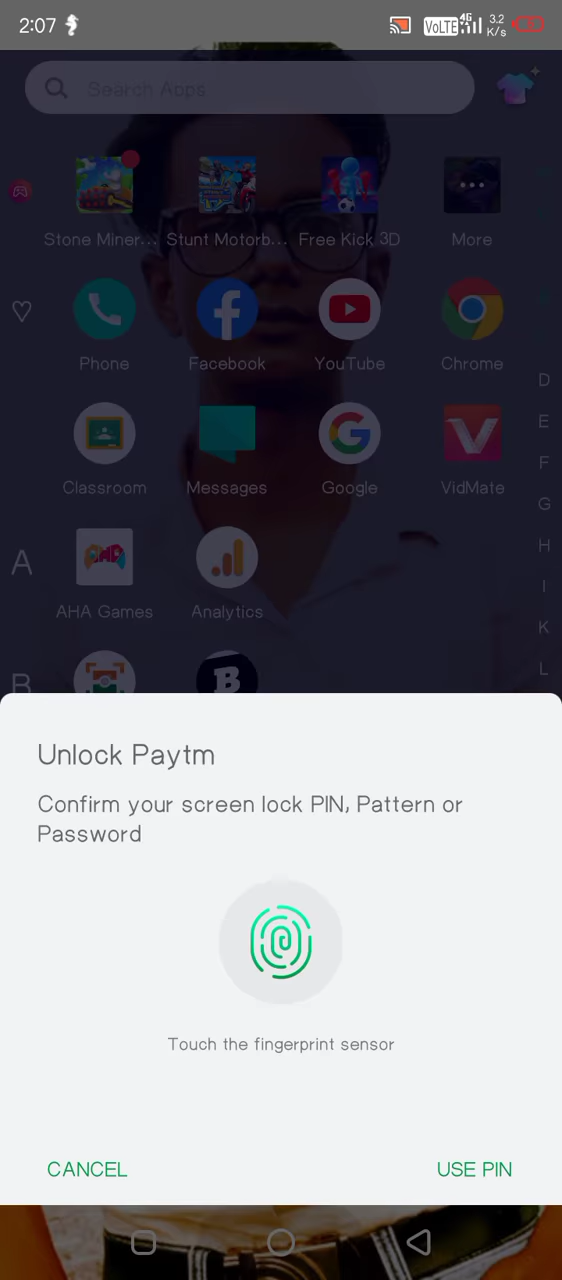 2:07
VoLTE 4G 3.2 K/s
Search Apps
Stone Miner... Stunt Motorb... Free Kick 3D More
Phone Facebook YouTube Chrome
D
E
F
Classroom Messages Google VidMate
G
H
A
I
AHA Games Analytics
K
L
B
Unlock Paytm
Confirm your screen lock PIN, Pattern or
Password
Touch the fingerprint sensor
CANCEL USE PIN